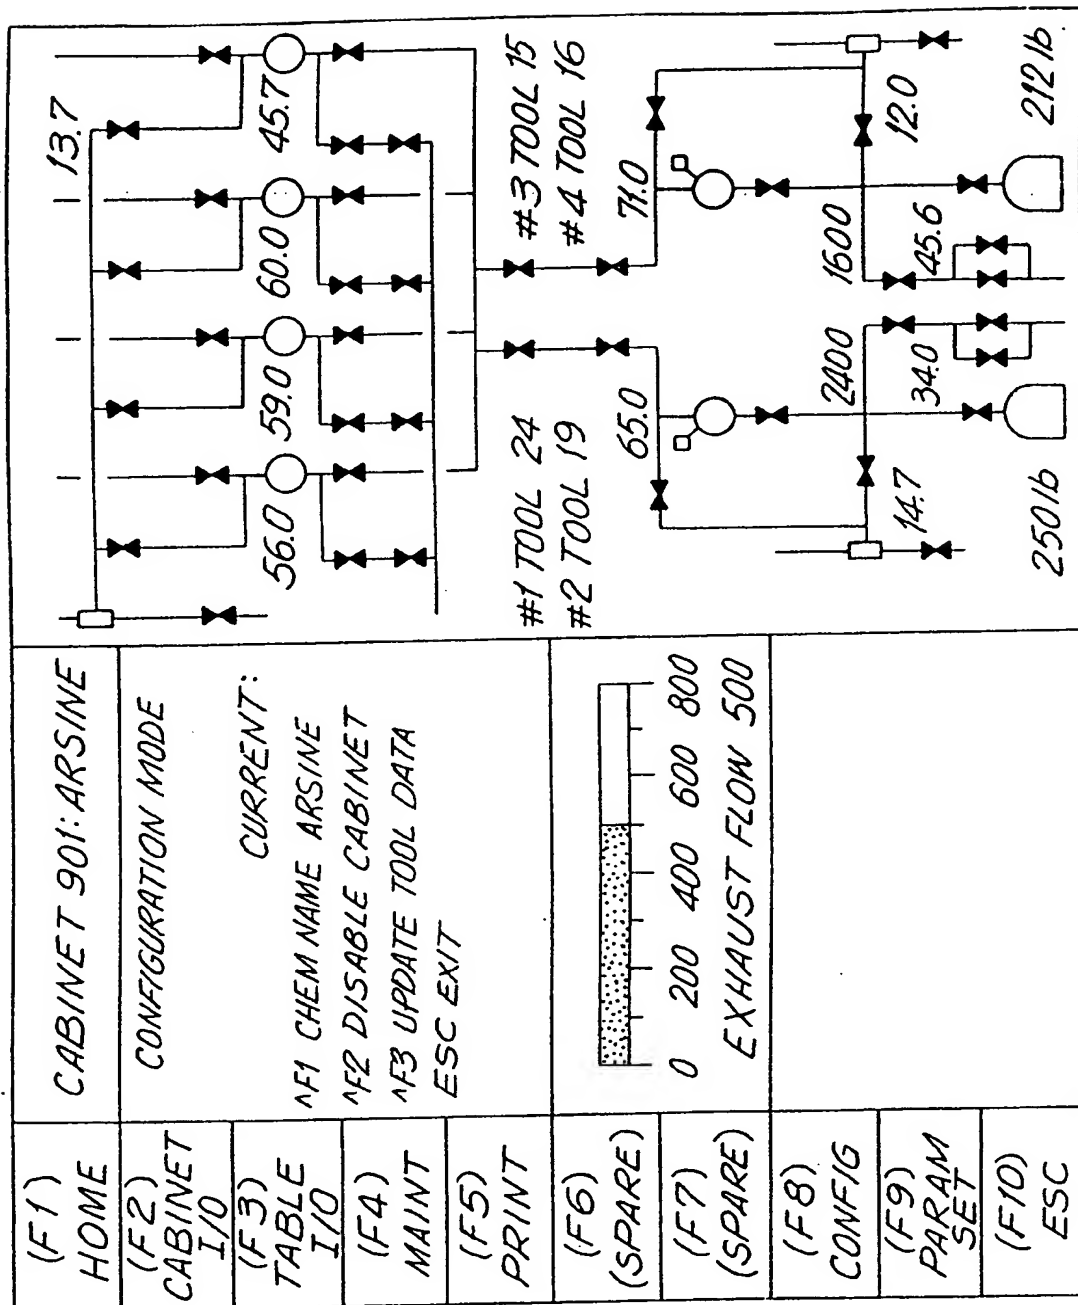 (F1)
HOME
(F2)
CABINET
I/O
(F3)
TABLE
I/O
(F4)
MAINT
(F5)
PRINT
(F6)
(SPARE)
(F7)
(SPARE)
(F8)
CONFIG
(F9)
PARAM
SET
(F10)
ESC
CABINET 901: ARSINE
CONFIGURATION MODE
CURRENT:
^F1 CHEM NAME ARSINE
^F2 DISABLE CABINET
^F3 UPDATE TOOL DATA
ESC EXIT
0 200 400 600 800
EXHAUST FLOW 500
13.7
56.0 59.0 60.0 45.7
#1 TOOL 24
#2 TOOL 19
#3 TOOL 15
#4 TOOL 16
65.0 71.0
2400 1600
14.7 34.0 45.6 12.0
250 lb 212 lb